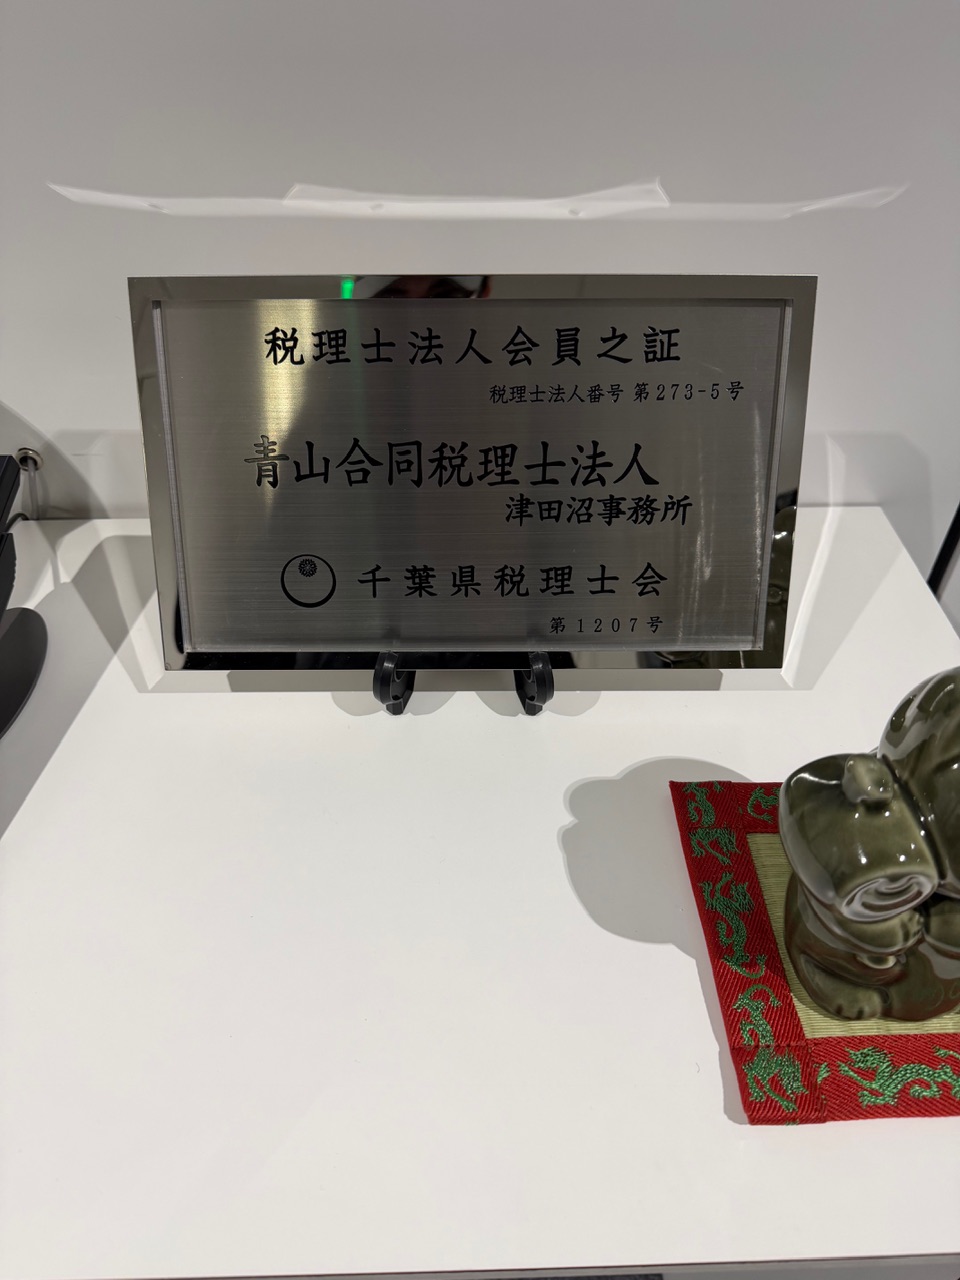 税理士法人会員之証
税理士法人番号 第273-5号
青山合同税理士法人
津田沼事務所
千葉県税理士会
第1207号